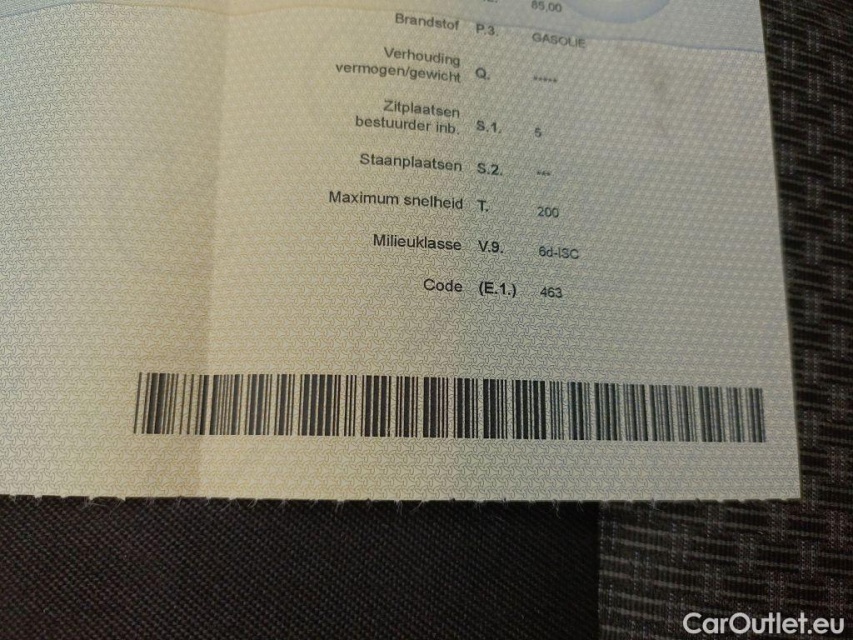 85,00
Brandstof P.3. GASOLIE
Verhouding
vermogen/gewicht Q. *****
Zitplaatsen
bestuurder inb. S.1. 5
Staanplaatsen S.2. ***
Maximum snelheid T. 200
Milieuklasse V.9. 6d-ISC
Code (E.1.) 463
CarOutlet.eu